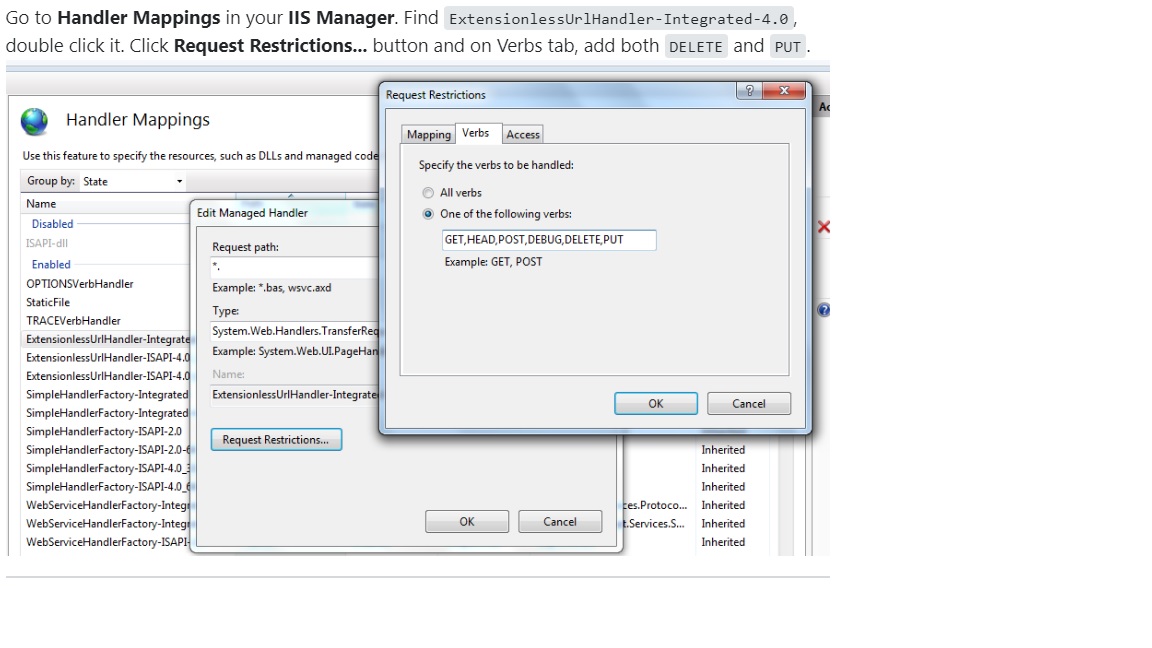 Go to Handler Mappings in your IIS Manager. Find ExtensionlessUrlHandler-Integrated-4.0 ,
double click it. Click Request Restrictions... button and on Verbs tab, add both DELETE and PUT .
Request Restrictions
Handler Mappings
Use this feature to specify the resources, such as DLLs and managed code
Group by: State
Name
Disabled
ISAPI-dll
Enabled
OPTIONSVerbHandler
StaticFile
TRACEVerbHandler
ExtensionlessUrlHandler-Integrate
ExtensionlessUrlHandler-ISAPI-4.0
ExtensionlessUrlHandler-ISAPI-4.0
SimpleHandlerFactory-Integrated
SimpleHandlerFactory-Integrated
SimpleHandlerFactory-ISAPI-2.0
SimpleHandlerFactory-ISAPI-2.0-6
SimpleHandlerFactory-ISAPI-4.0_3
SimpleHandlerFactory-ISAPI-4.0_6
WebServiceHandlerFactory-Integr
WebServiceHandlerFactory-Integr
WebServiceHandlerFactory-ISAPI-
Edit Managed Handler
Request path:
*.
Example: *.bas, wsvc.axd
Type:
System.Web.Handlers.TransferReq
Example: System.Web.UI.PageHan
Name:
ExtensionlessUrlHandler-Integrate
Request Restrictions...
OK Cancel
Mapping Verbs Access
Specify the verbs to be handled:
All verbs
One of the following verbs:
GET,HEAD,POST,DEBUG,DELETE,PUT
Example: GET, POST
OK Cancel
Inherited
Inherited
Inherited
ces.Protoco... Inherited
t.Services.S... Inherited
Inherited
Ac